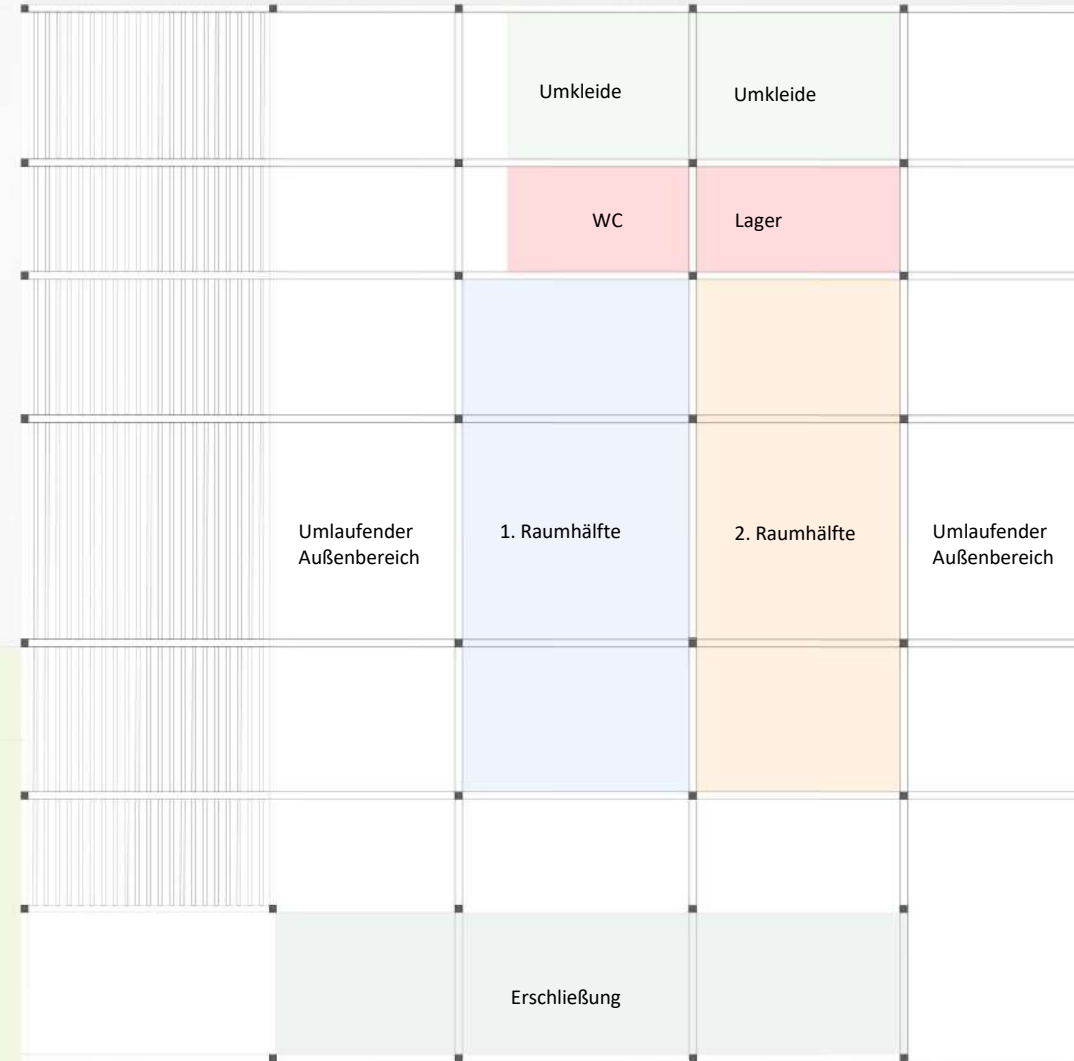 Umkleide
Umkleide
WC
Lager
Umlaufender
Außenbereich
1. Raumhälfte
2. Raumhälfte
Umlaufender
Außenbereich
Erschließung